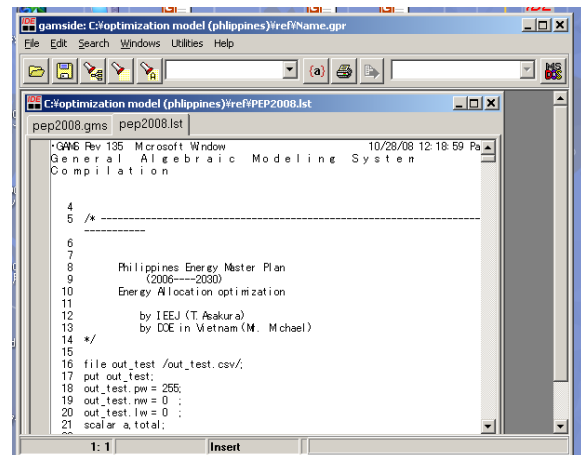 gamside: C:¥optimization model (phlippines)¥ref¥Name.gpr
File Edit Search Windows Utilities Help
{a}
MS DOS
C:¥optimization model (phlippines)¥ref¥PEP2008.lst
pep2008.gms pep2008.lst
GAMS Rev 135 Microsoft Window 10/28/08 12:18:59 Pa
General Algebraic Modeling System
Compilation
4
5 /* ----------------------------------------------------------------------
-----------
6
7
8 Philippines Energy Master Plan
9 (2006----2030)
10 Energy Allocation optimization
11
12 by IEEJ (T. Asakura)
13 by DOE in Vietnam (M. Michael)
14 */
15
16 file out_test /out_test.csv/;
17 put out_test;
18 out_test.pw = 255;
19 out_test.nw = 0 ;
20 out_test.lw = 0 ;
21 scalar a,total;
1: 1 Insert